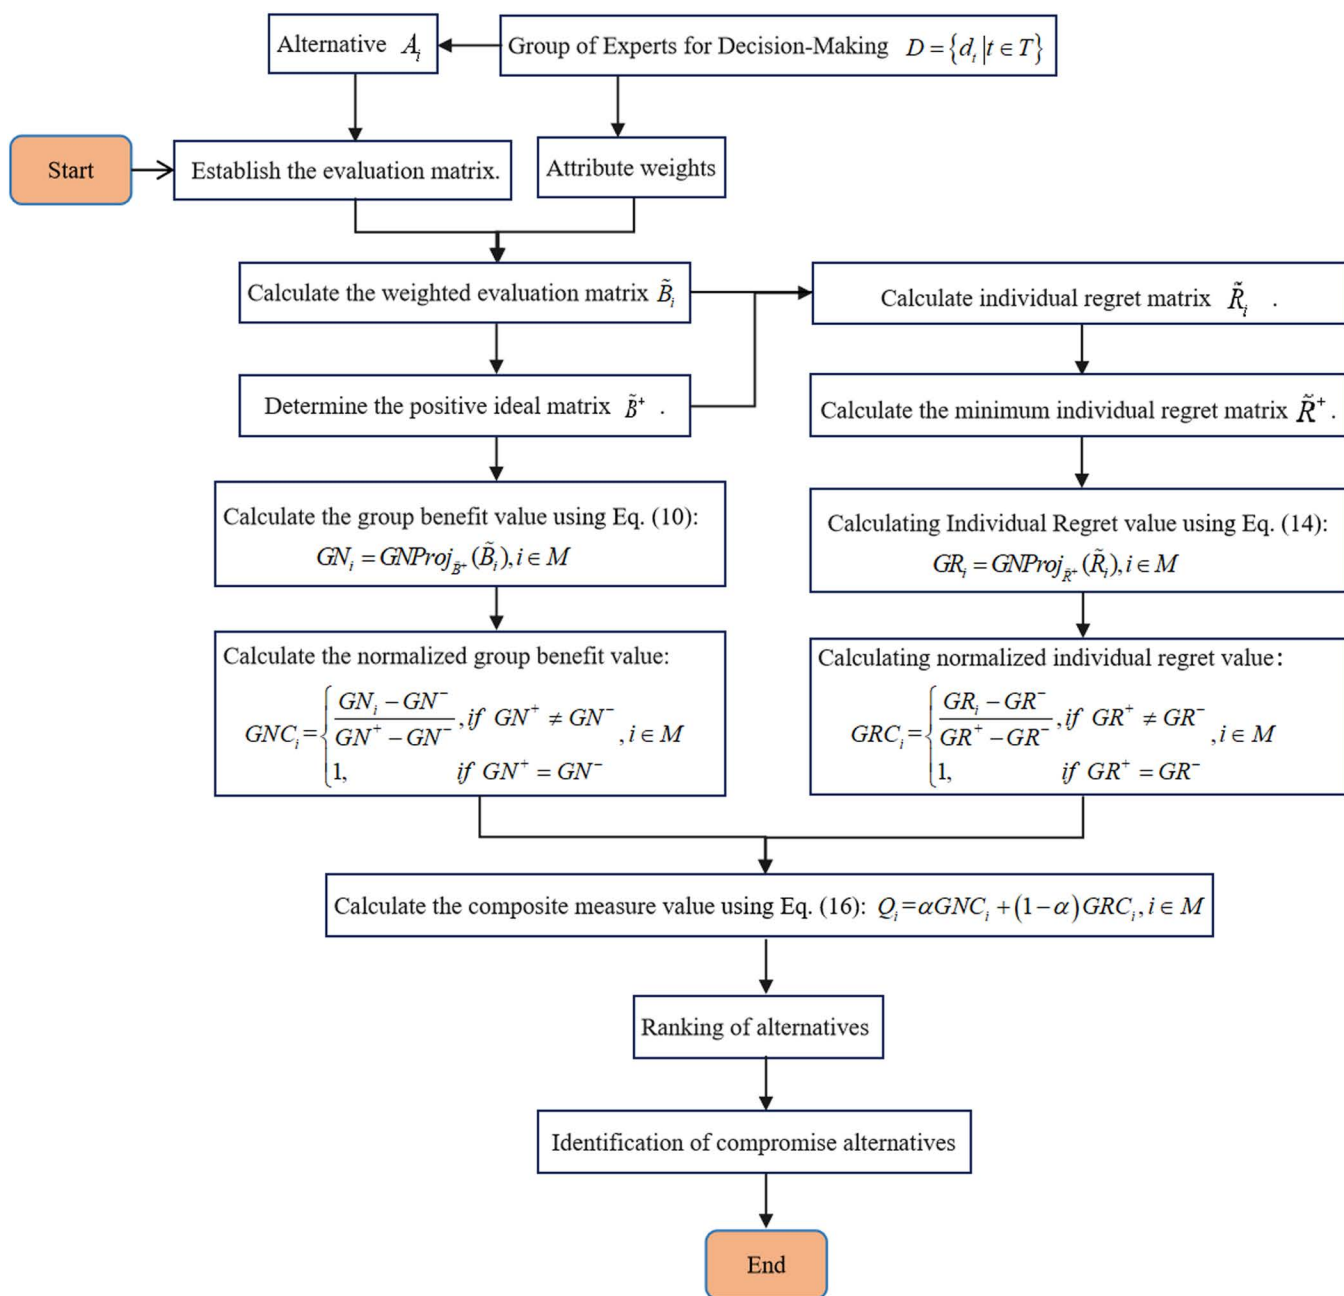 Alternative A_i
Group of Experts for Decision-Making D = {d_t | t ∈ T}
Start
Establish the evaluation matrix.
Attribute weights
Calculate the weighted evaluation matrix B̃_i
Calculate individual regret matrix R̃_i .
Determine the positive ideal matrix B̃⁺ .
Calculate the minimum individual regret matrix R̃⁺ .
Calculate the group benefit value using Eq. (10):
GN_i = GNProj_B̃⁺ (B̃_i), i ∈ M
Calculating Individual Regret value using Eq. (14):
GR_i = GNProj_R̃⁺ (R̃_i), i ∈ M
Calculate the normalized group benefit value:
GNC_i = { (GN_i − GN⁻) / (GN⁺ − GN⁻), if GN⁺ ≠ GN⁻
1, if GN⁺ = GN⁻ , i ∈ M
Calculating normalized individual regret value:
GRC_i = { (GR_i − GR⁻) / (GR⁺ − GR⁻), if GR⁺ ≠ GR⁻
1, if GR⁺ = GR⁻ , i ∈ M
Calculate the composite measure value using Eq. (16): Q_i = αGNC_i + (1−α) GRC_i, i ∈ M
Ranking of alternatives
Identification of compromise alternatives
End